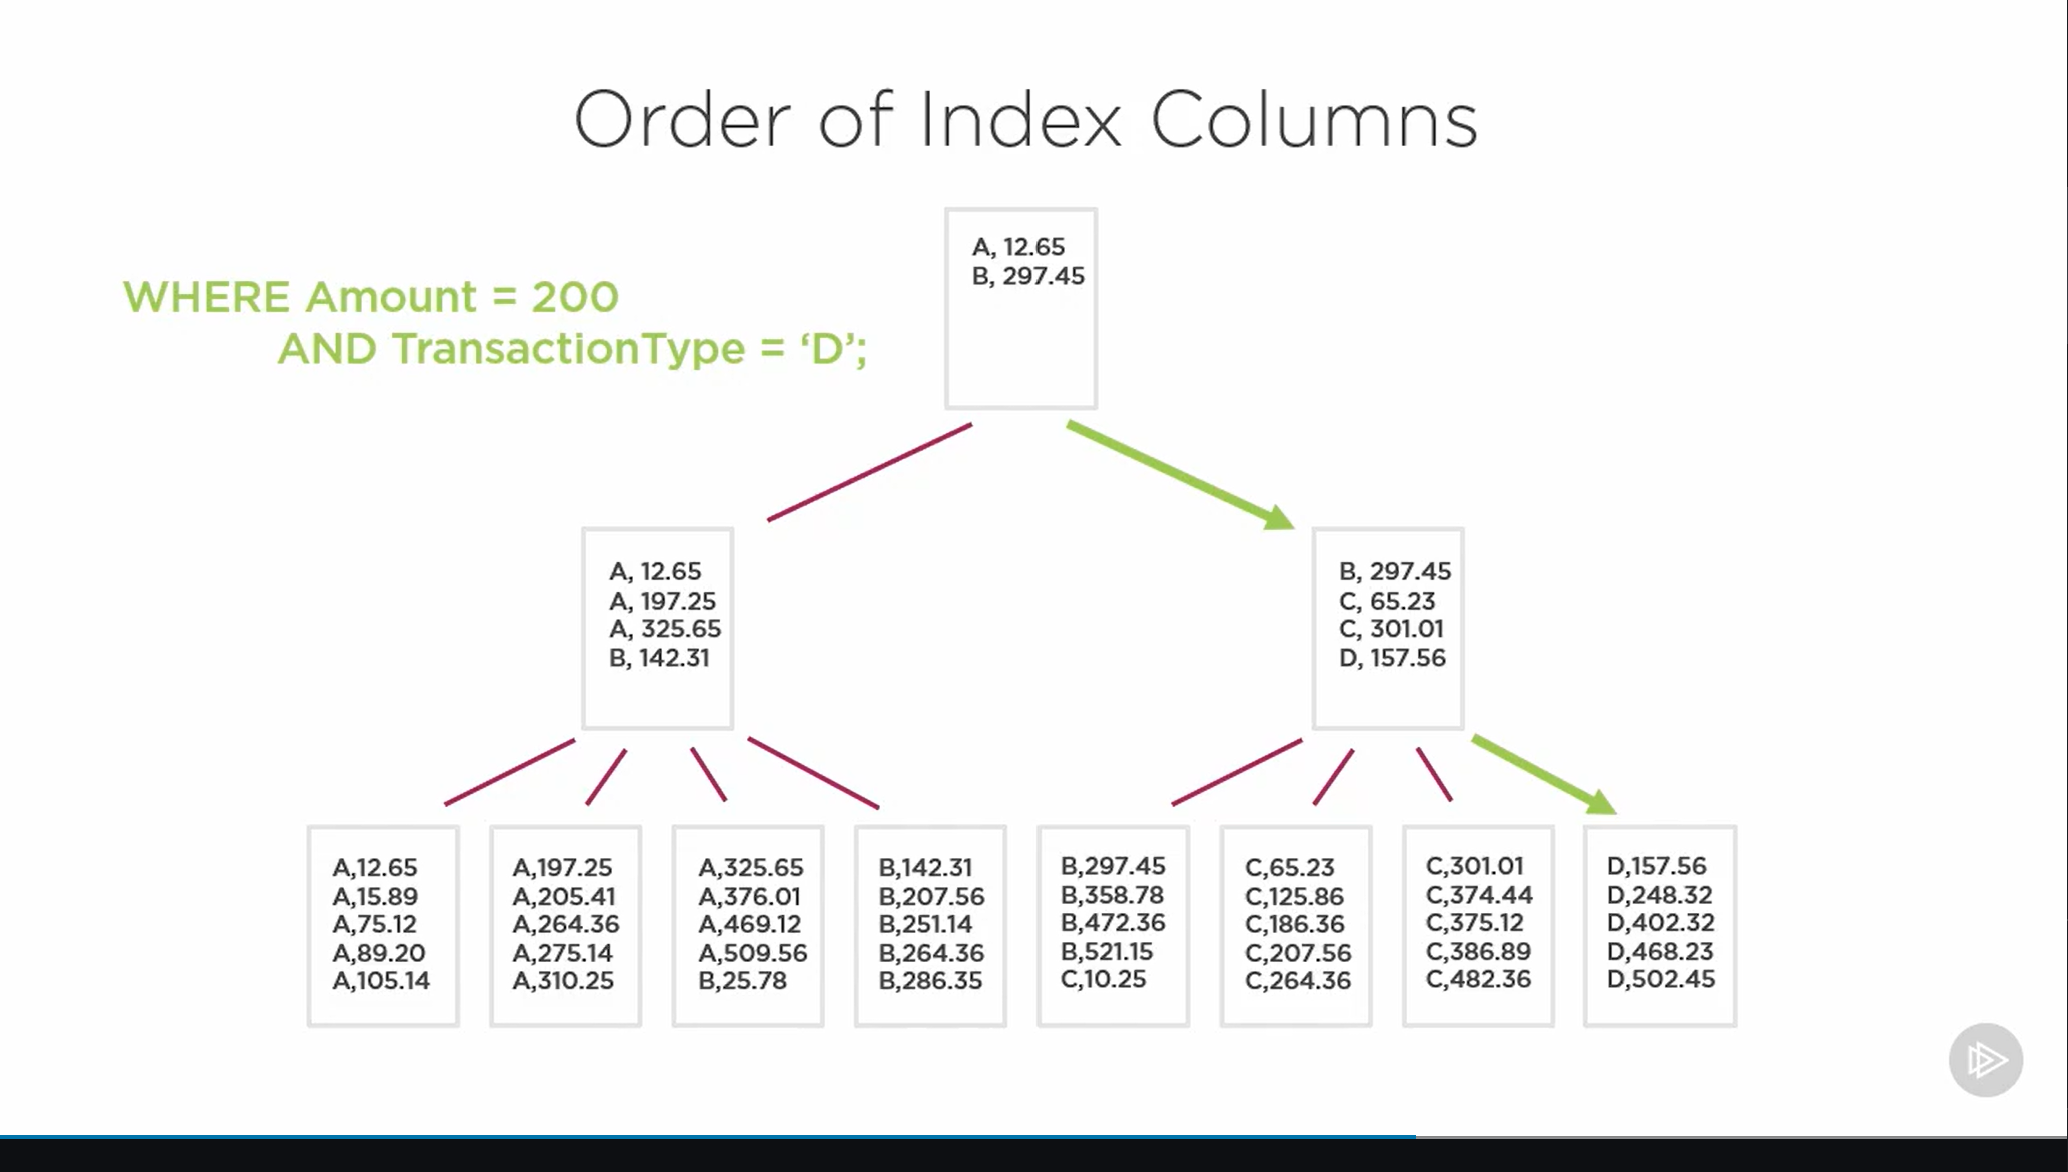 Order of Index Columns
WHERE Amount = 200
AND TransactionType = ‘D’;
A, 12.65
B, 297.45
A, 12.65
A, 197.25
A, 325.65
B, 142.31
B, 297.45
C, 65.23
C, 301.01
D, 157.56
A,12.65
A,15.89
A,75.12
A,89.20
A,105.14
A,197.25
A,205.41
A,264.36
A,275.14
A,310.25
A,325.65
A,376.01
A,469.12
A,509.56
B,25.78
B,142.31
B,207.56
B,251.14
B,264.36
B,286.35
B,297.45
B,358.78
B,472.36
B,521.15
C,10.25
C,65.23
C,125.86
C,186.36
C,207.56
C,264.36
C,301.01
C,374.44
C,375.12
C,386.89
C,482.36
D,157.56
D,248.32
D,402.32
D,468.23
D,502.45